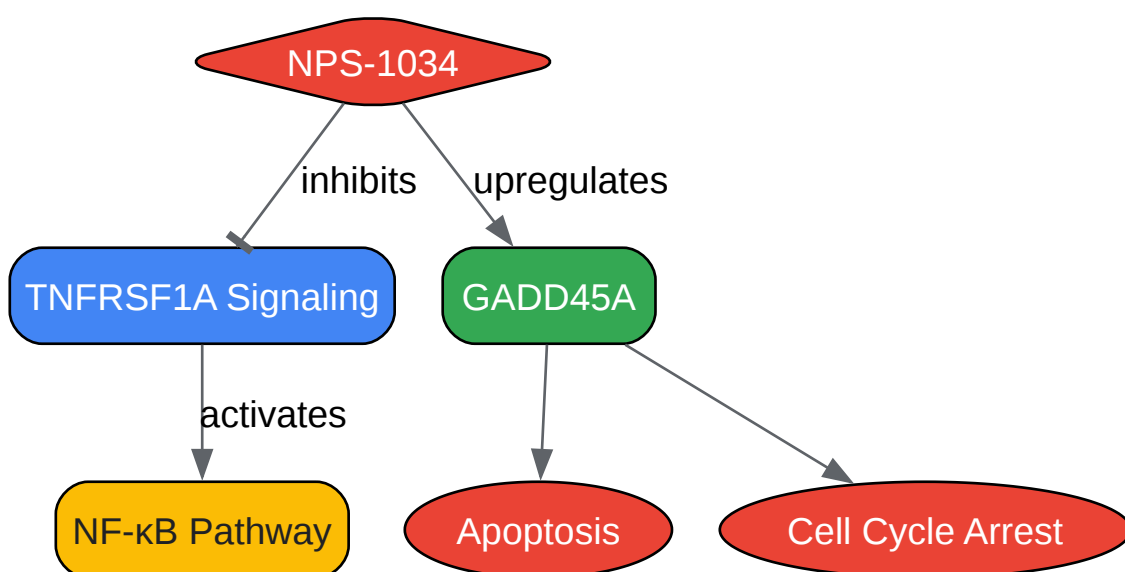 NPS-1034
inhibits
upregulates
TNFRSF1A Signaling
GADD45A
activates
NF-κB Pathway
Apoptosis
Cell Cycle Arrest